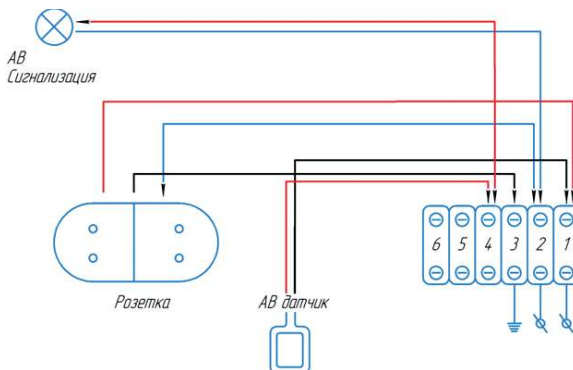 АВ
Сигнализация
6 5 4 3 2 1
Розетка
АВ датчик